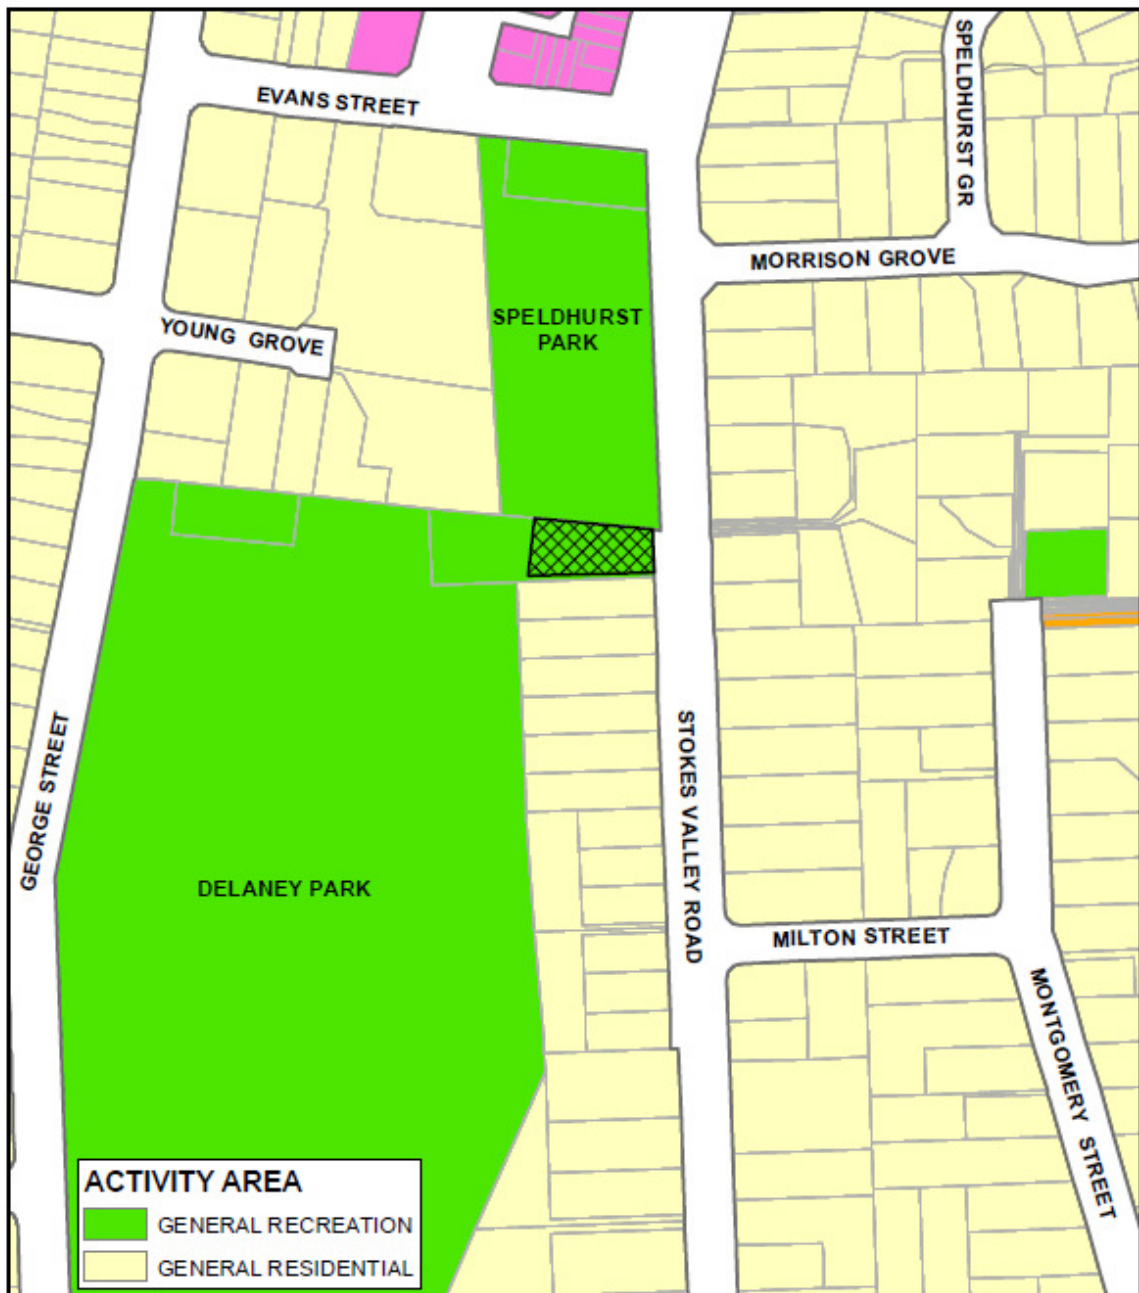 SPELDHURST GR
EVANS STREET
MORRISON GROVE
SPELDHURST
PARK
YOUNG GROVE
GEORGE STREET
STOKES VALLEY ROAD
DELANEY PARK
MILTON STREET
MONTGOMERY STREET
ACTIVITY AREA
GENERAL RECREATION
GENERAL RESIDENTIAL